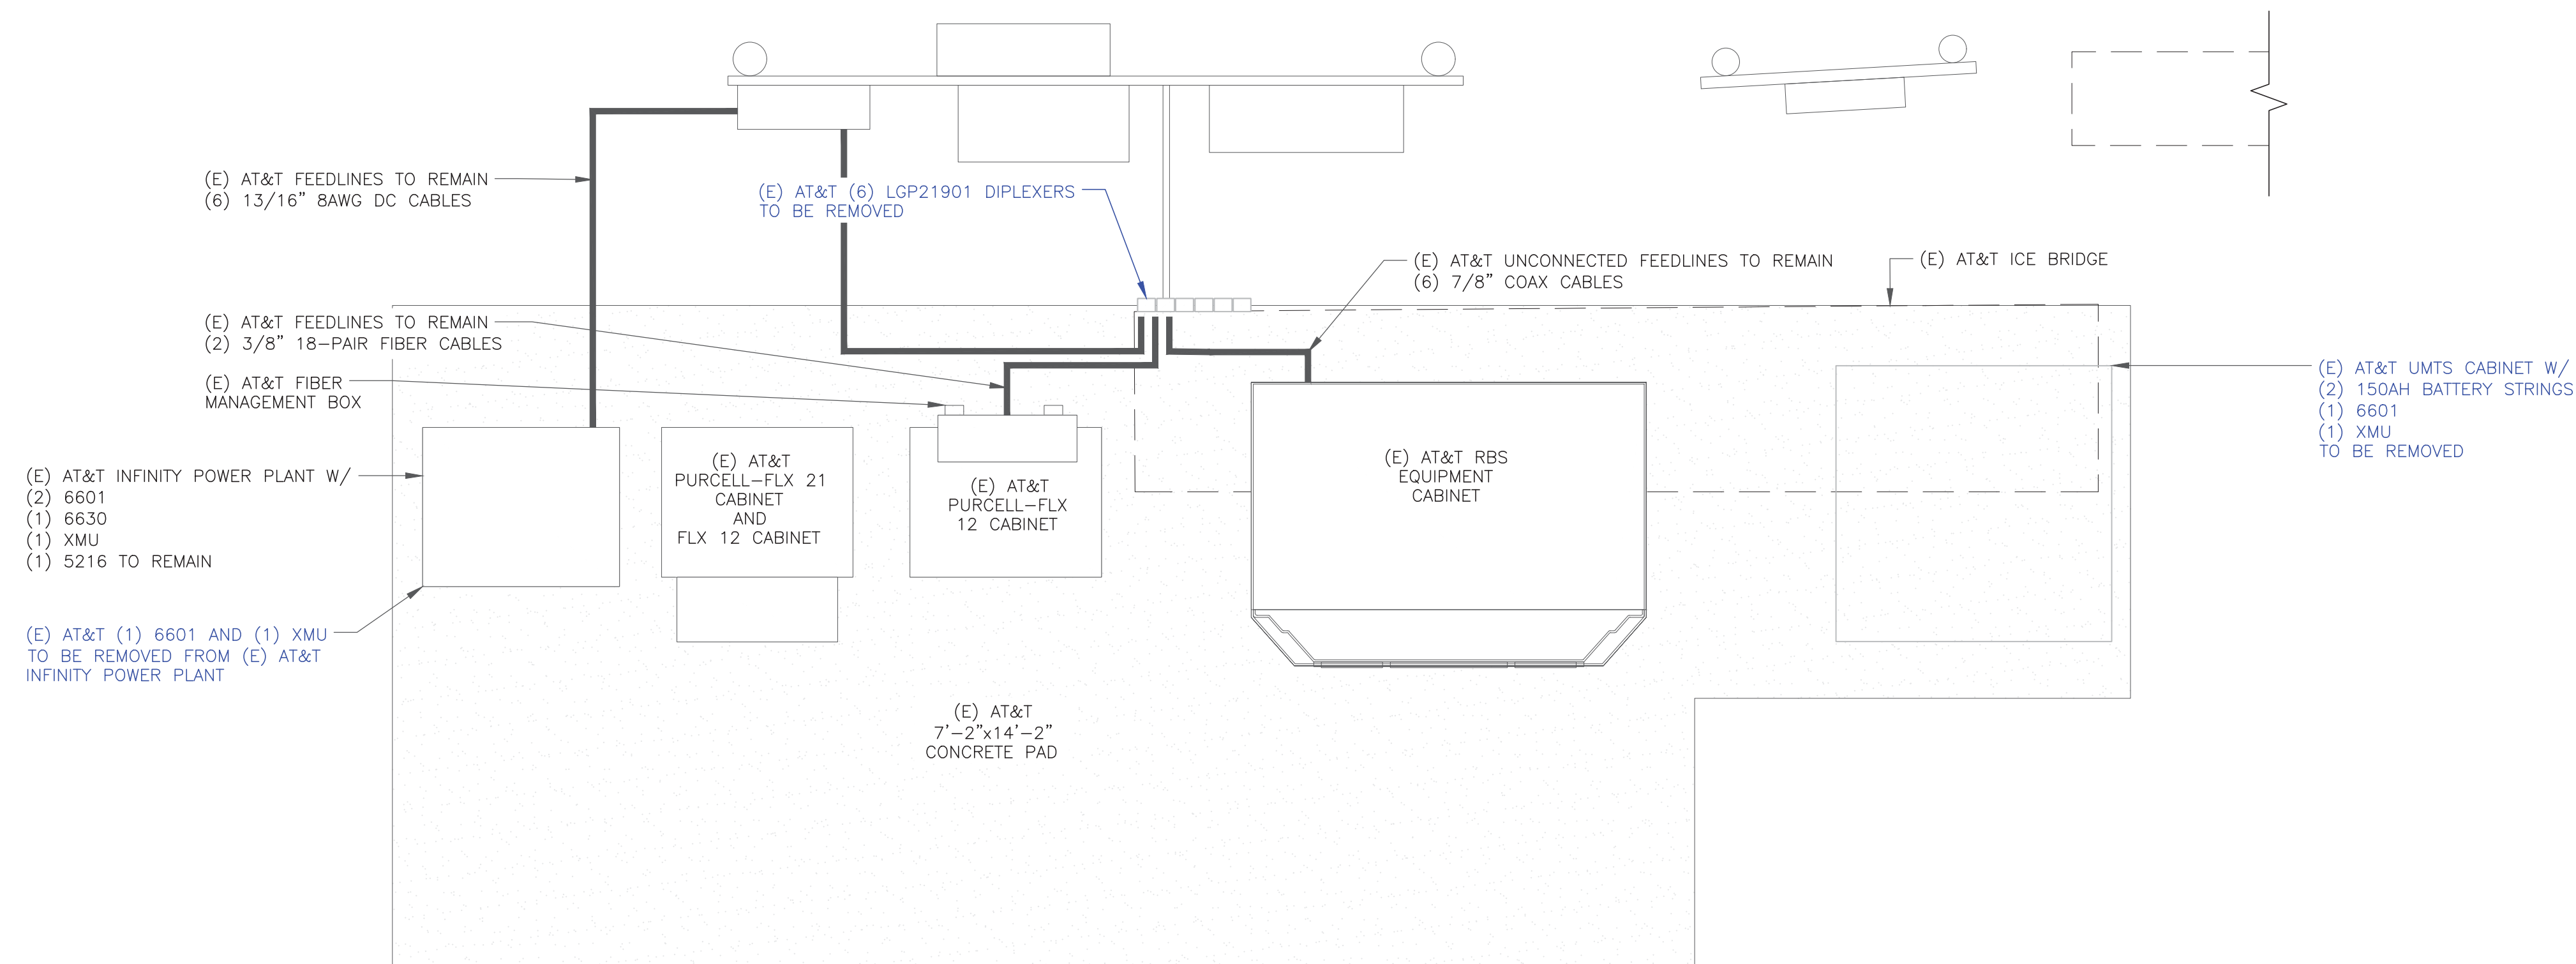 (E) AT&T FEEDLINES TO REMAIN
(6) 13/16" 8AWG DC CABLES
(E) AT&T (6) LGP21901 DIPLEXERS
TO BE REMOVED
(E) AT&T UNCONNECTED FEEDLINES TO REMAIN
(6) 7/8" COAX CABLES
(E) AT&T ICE BRIDGE
(E) AT&T FEEDLINES TO REMAIN
(2) 3/8" 18-PAIR FIBER CABLES
(E) AT&T FIBER
MANAGEMENT BOX
(E) AT&T UMTS CABINET W/
(2) 150AH BATTERY STRINGS
(1) 6601
(1) XMU
TO BE REMOVED
(E) AT&T INFINITY POWER PLANT W/
(2) 6601
(1) 6630
(1) XMU
(1) 5216 TO REMAIN
(E) AT&T
PURCELL-FLX 21
CABINET
AND
FLX 12 CABINET
(E) AT&T
PURCELL-FLX
12 CABINET
(E) AT&T RBS
EQUIPMENT
CABINET
(E) AT&T (1) 6601 AND (1) XMU
TO BE REMOVED FROM (E) AT&T
INFINITY POWER PLANT
(E) AT&T
7'-2"x14'-2"
CONCRETE PAD